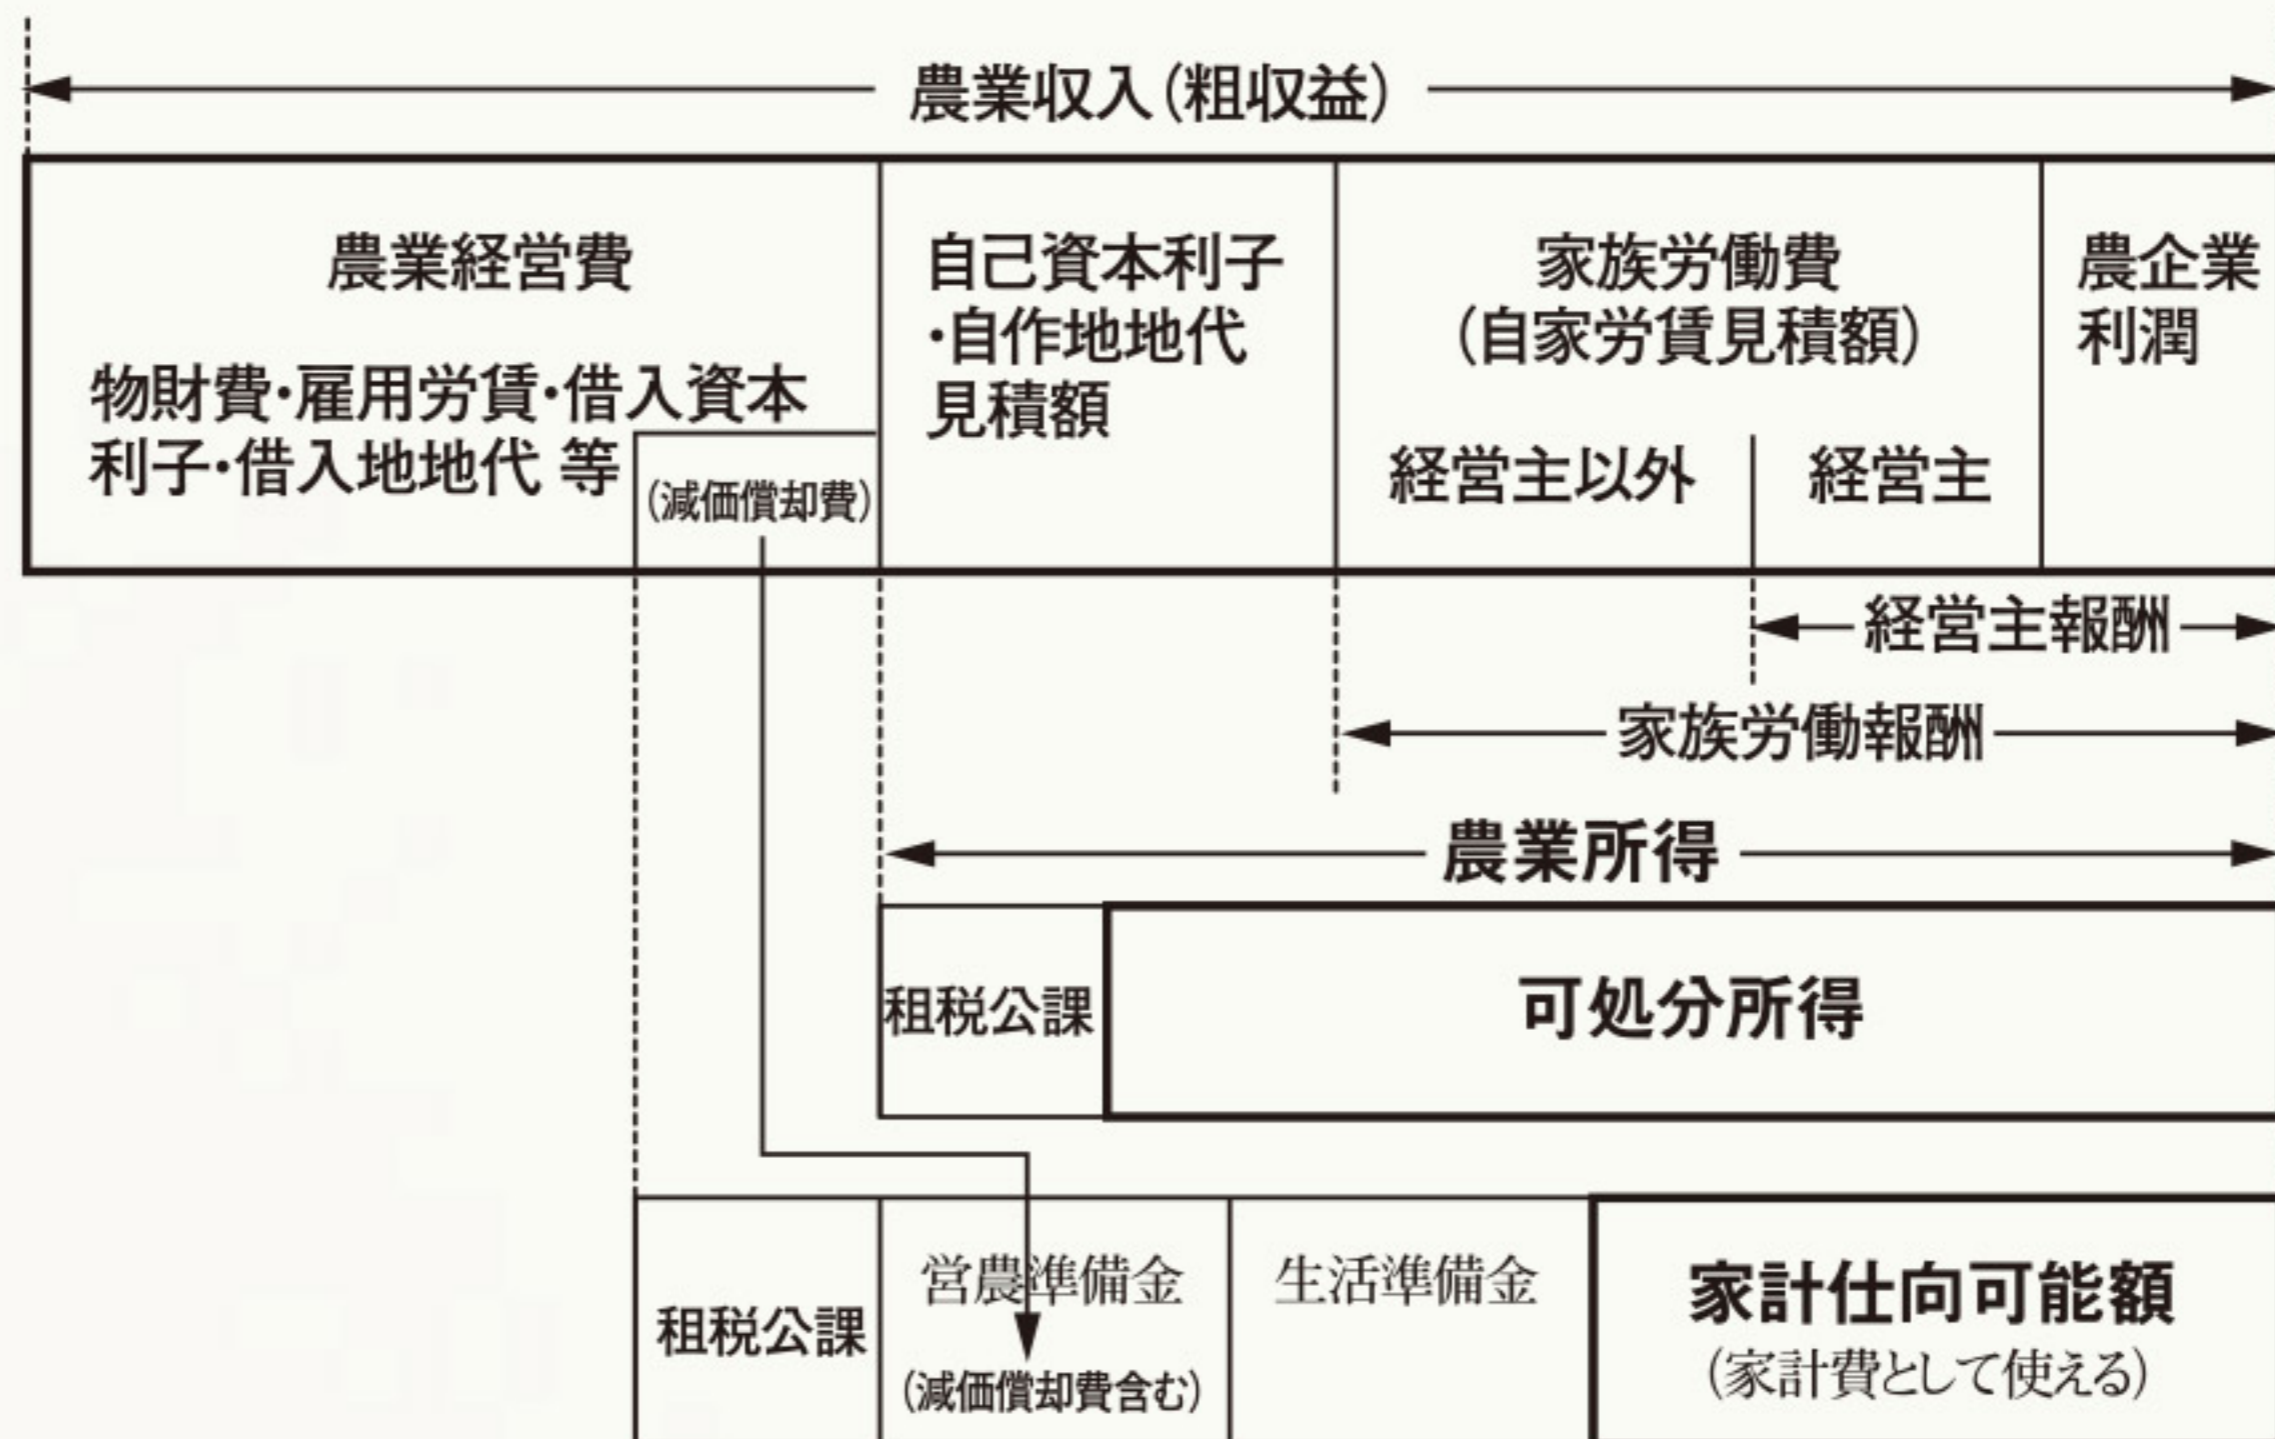 農業収入（粗収益）
農業経営費
物財費・雇用労賃・借入資本
利子・借入地地代 等
（減価償却費）
自己資本利子
・自作地地代
見積額
家族労働費
（自家労賃見積額）
経営主以外
経営主
農企業
利潤
経営主報酬
家族労働報酬
農業所得
租税公課
可処分所得
租税公課
営農準備金
（減価償却費含む）
生活準備金
家計仕向可能額
（家計費として使える）